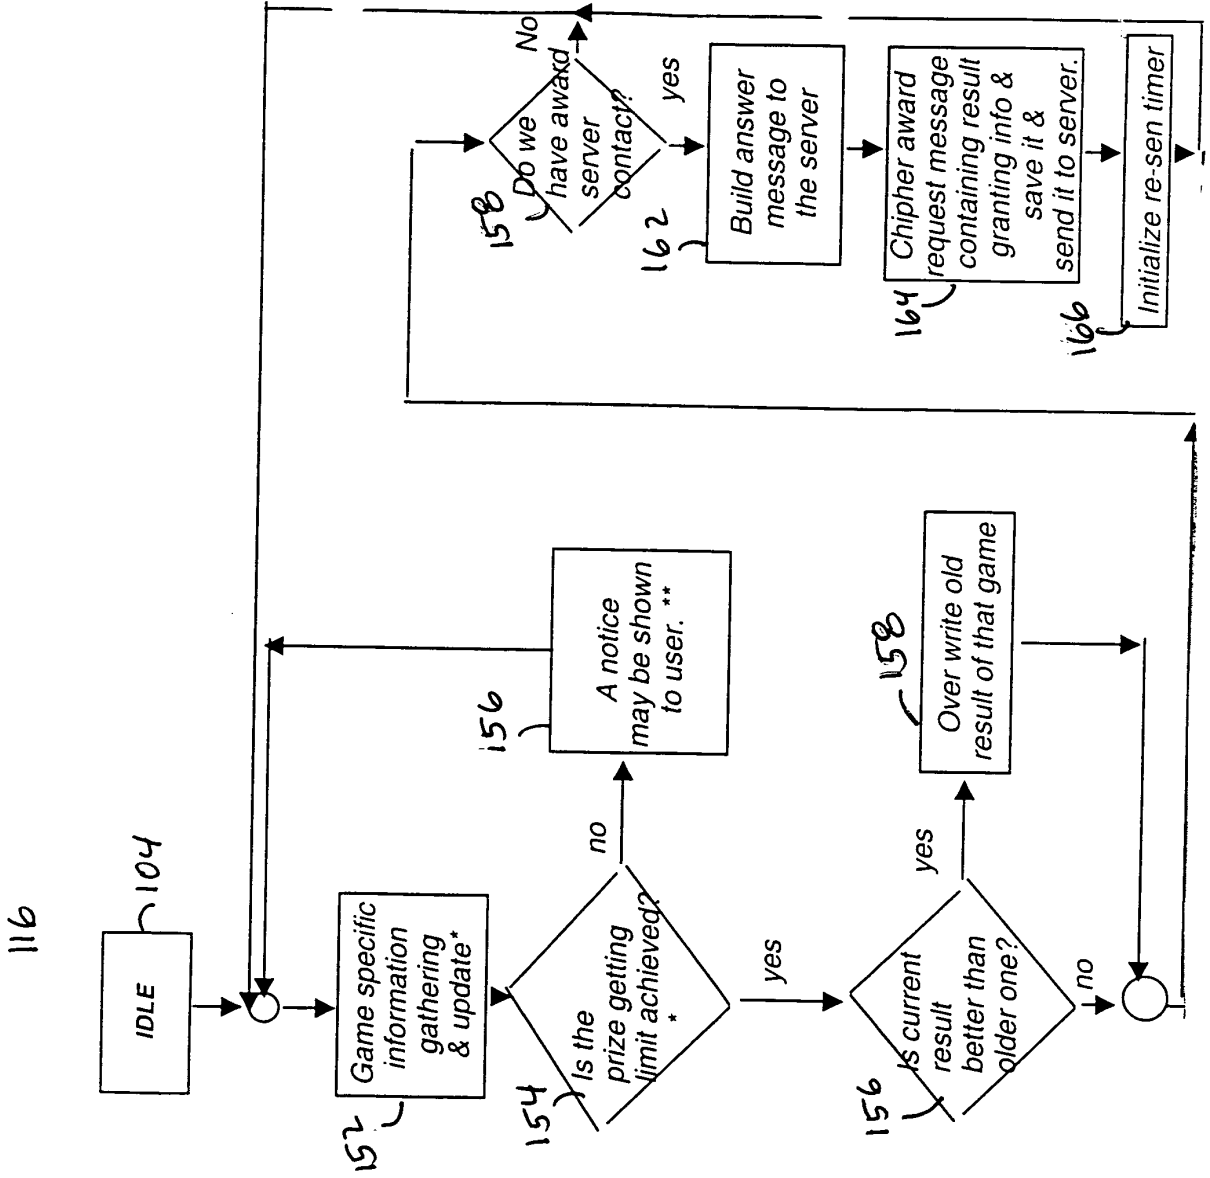 116
IDLE
104
Game specific
information
gathering
& update*
152
Is the
prize getting
limit achieved?
*
154
no
A notice
may be shown
to user. **
156
yes
Is current
result
better than
older one?
156
yes
Over write old
result of that game
158
no
Do we
have award
server
contact?
158
No
yes
Build answer
message to
the server
162
Chipher award
request message
containing result
granting info &
save it &
send it to server.
164
Initialize re-sen timer
166